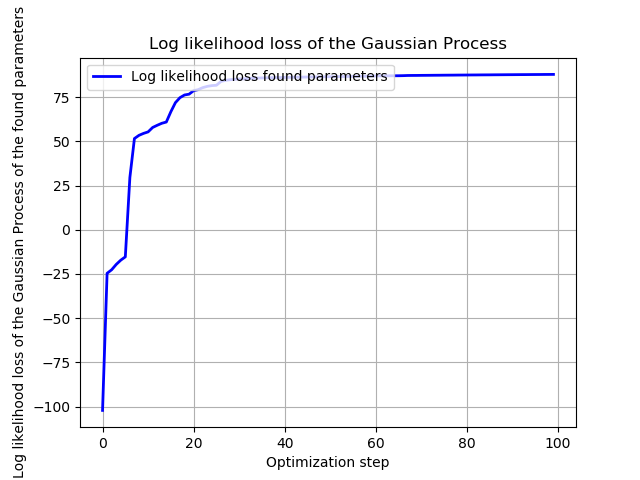 Log likelihood loss of the Gaussian Process
Log likelihood loss found parameters
Log likelihood loss of the Gaussian Process of the found parameters
75
50
25
0
−25
−50
−75
−100
0 20 40 60 80 100
Optimization step